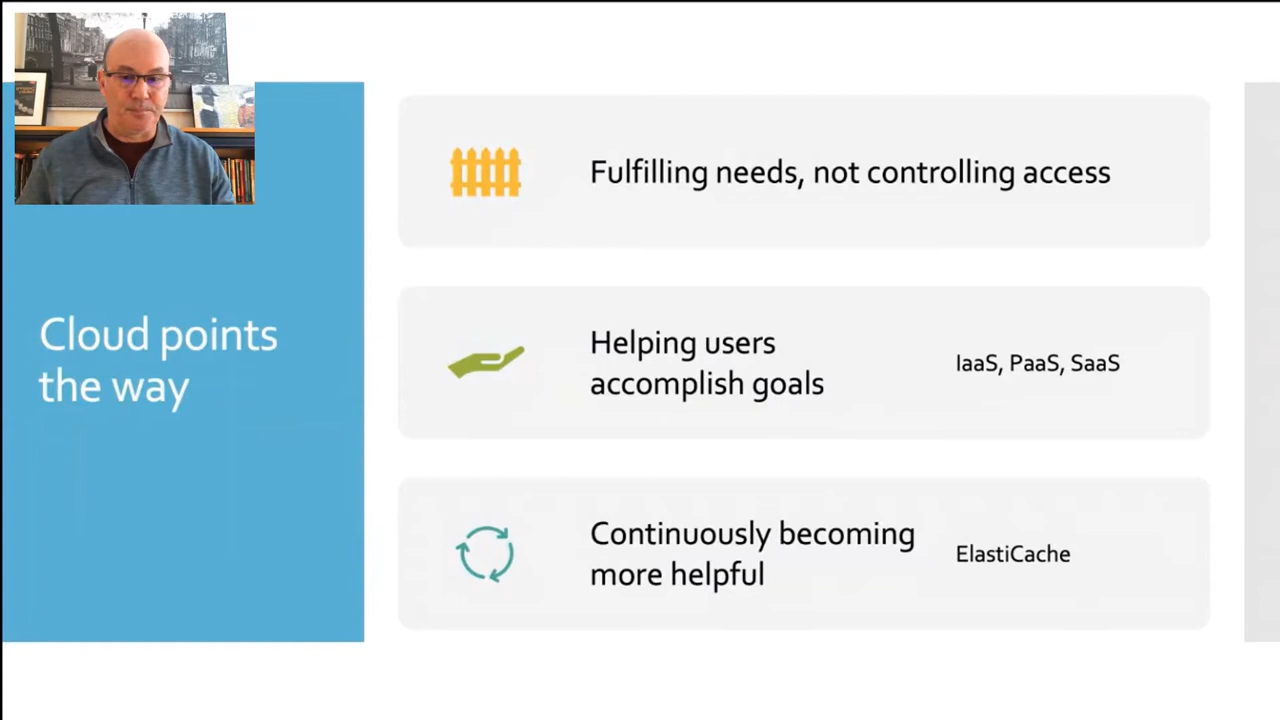 Cloud points
the way
Fulfilling needs, not controlling access
Helping users
accomplish goals
IaaS, PaaS, SaaS
Continuously becoming
more helpful
ElastiCache